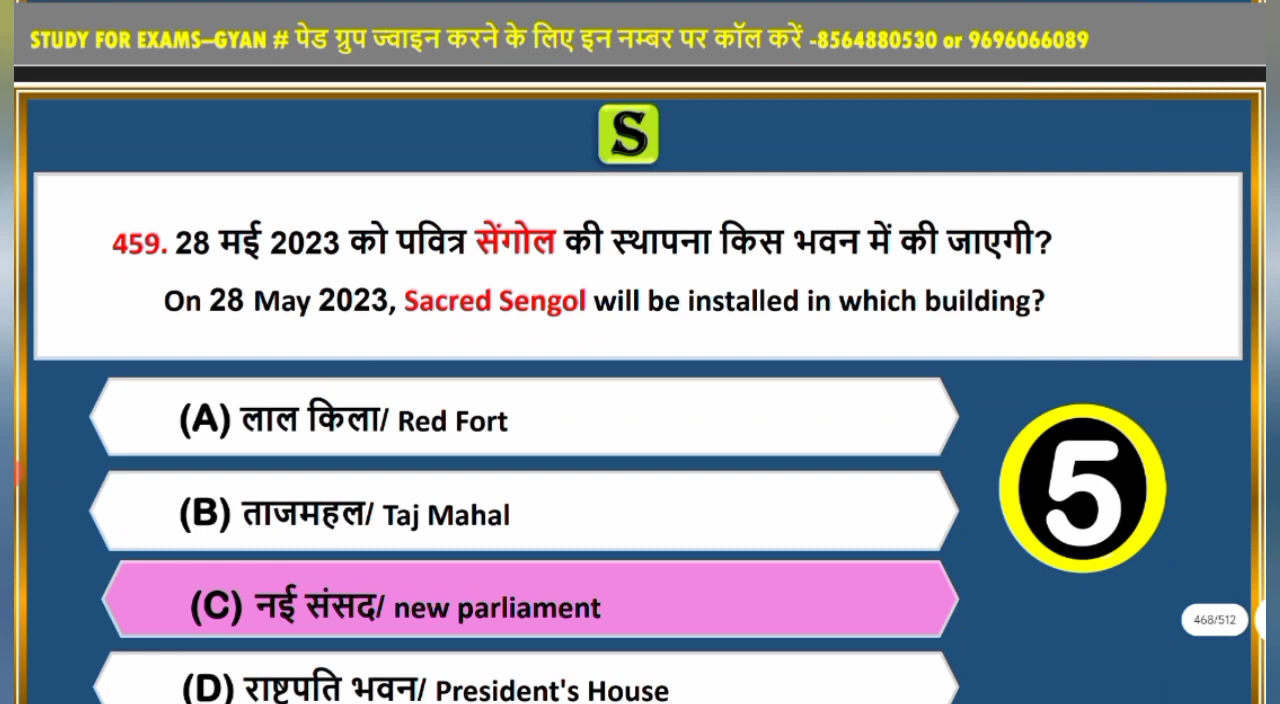 STUDY FOR EXAMS–GYAN # पेड ग्रुप ज्वाइन करने के लिए इन नम्बर पर कॉल करें -8564880530 or 9696066089
S
459. 28 मई 2023 को पवित्र सेंगोल की स्थापना किस भवन में की जाएगी?
On 28 May 2023, Sacred Sengol will be installed in which building?
(A) लाल किला/ Red Fort
(B) ताजमहल/ Taj Mahal
5
(C) नई संसद/ new parliament
468/512
(D) राष्ट्रपति भवन/ President's House